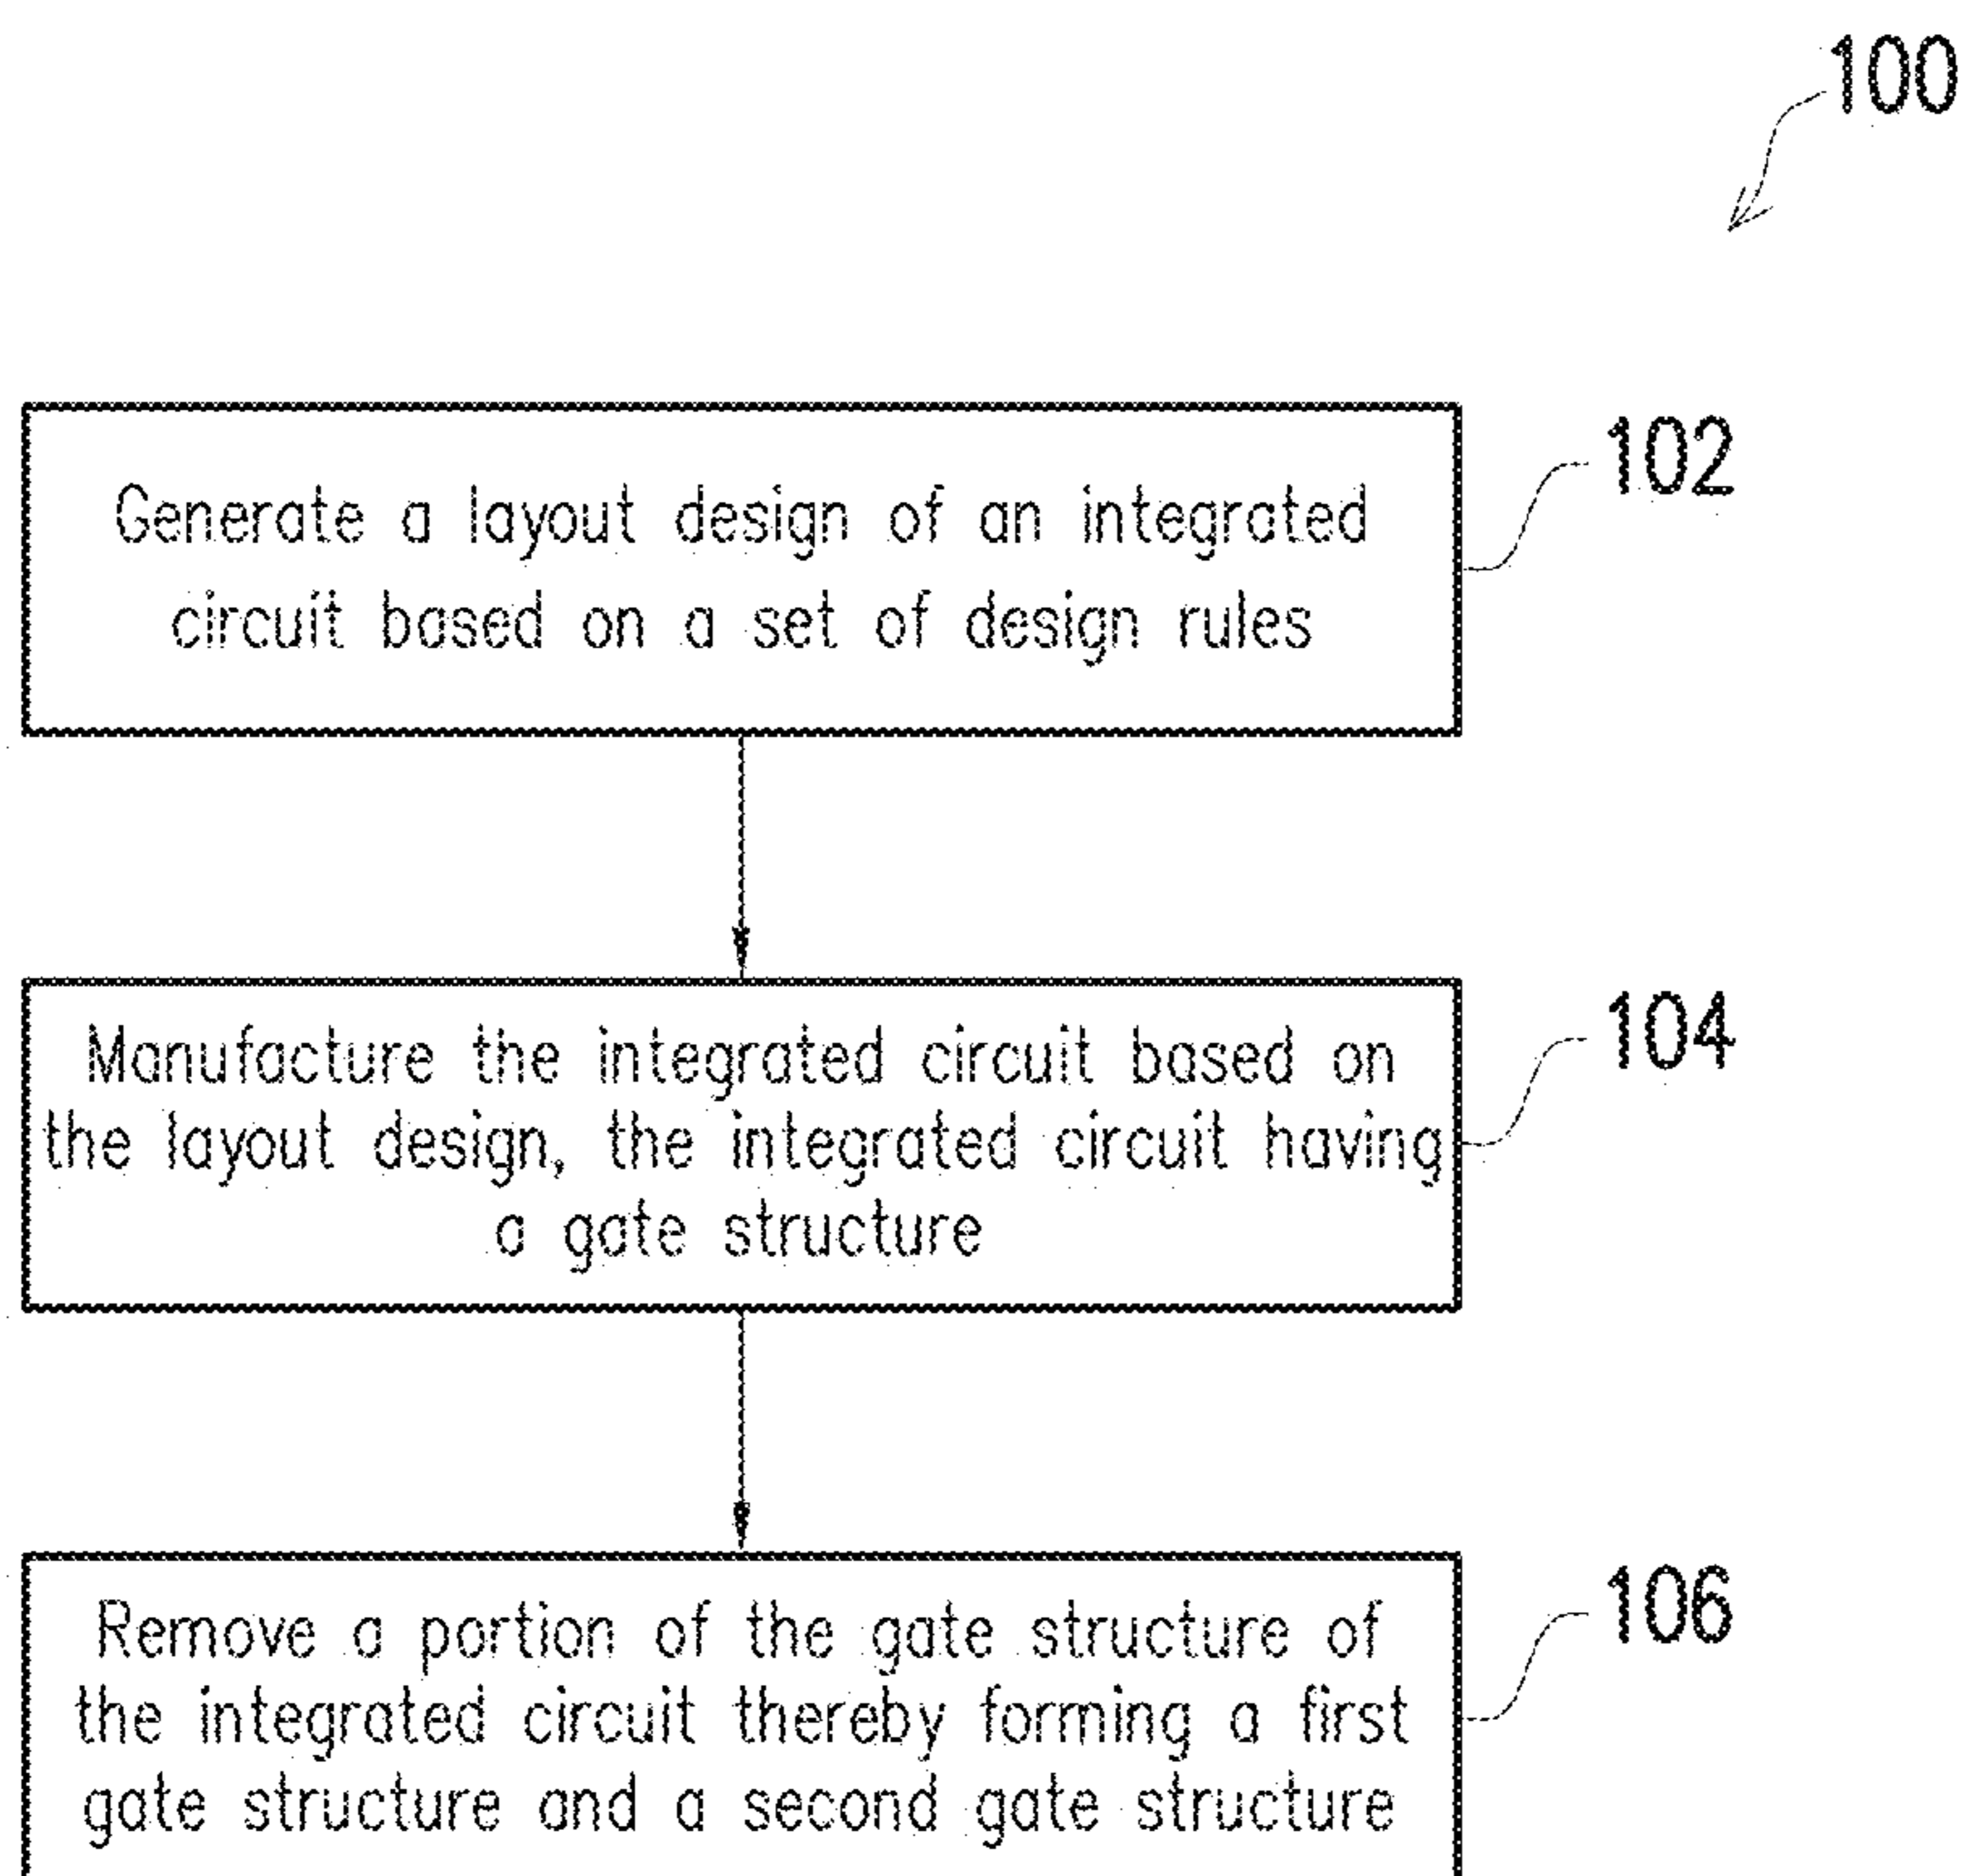 100
Generate a layout design of an integrated
circuit based on a set of design rules
102
Manufacture the integrated circuit based on
the layout design, the integrated circuit having
a gate structure
104
Remove a portion of the gate structure of
the integrated circuit thereby forming a first
gate structure and a second gate structure
106